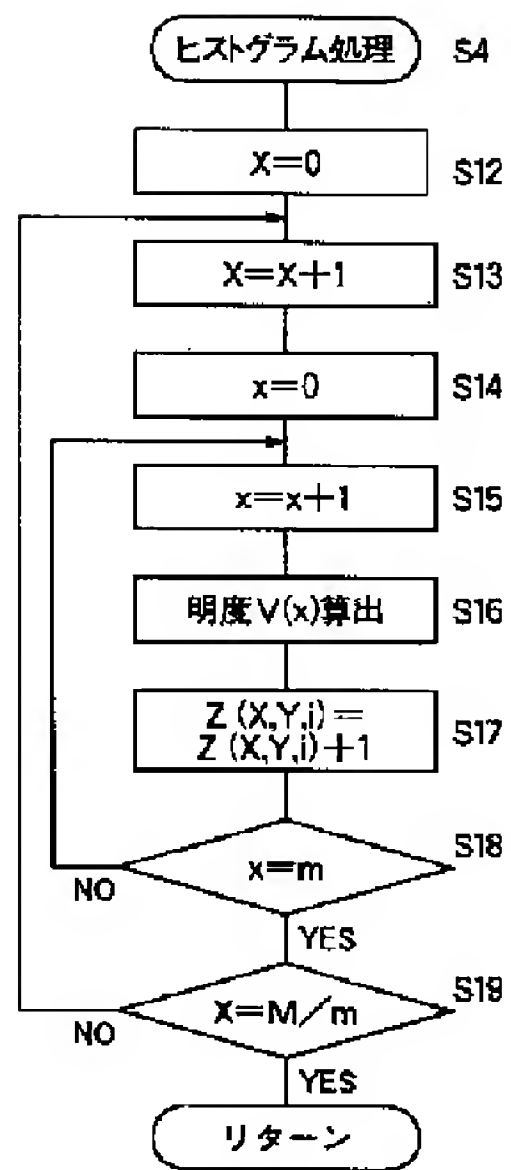 ヒストグラム処理 S4
X=0 S12
X=X+1 S13
x=0 S14
x=x+1 S15
明度V(x)算出 S16
Z(X,Y,i)=
Z(X,Y,i)+1 S17
x=m S18
NO
YES
X=M/m S19
NO
YES
リターン